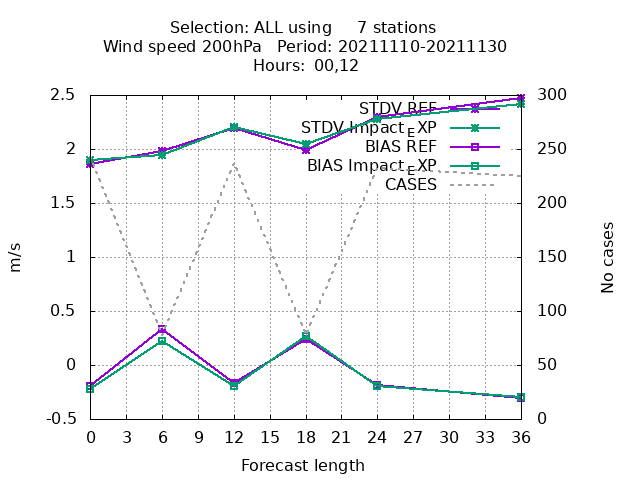 Selection: ALL using     7 stations
Wind speed 200hPa   Period: 20211110-20211130
Hours:  00,12
2.5
2
1.5
1
0.5
0
-0.5
300
250
200
150
100
50
0
STDV REF
STDV Impact_EXP
BIAS REF
BIAS Impact_EXP
CASES
m/s
No cases
0 3 6 9 12 15 18 21 24 27 30 33 36
Forecast length